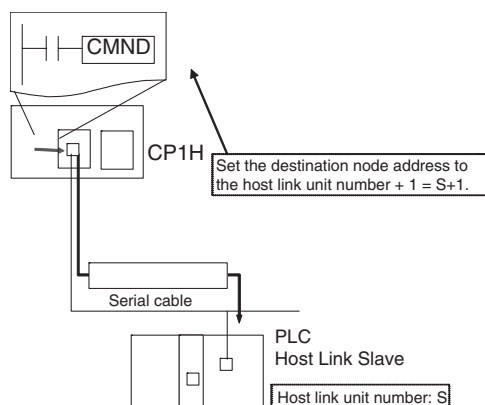 CMND
CP1H
Set the destination node address to
the host link unit number + 1 = S+1.
Serial cable
PLC
Host Link Slave
Host link unit number: S